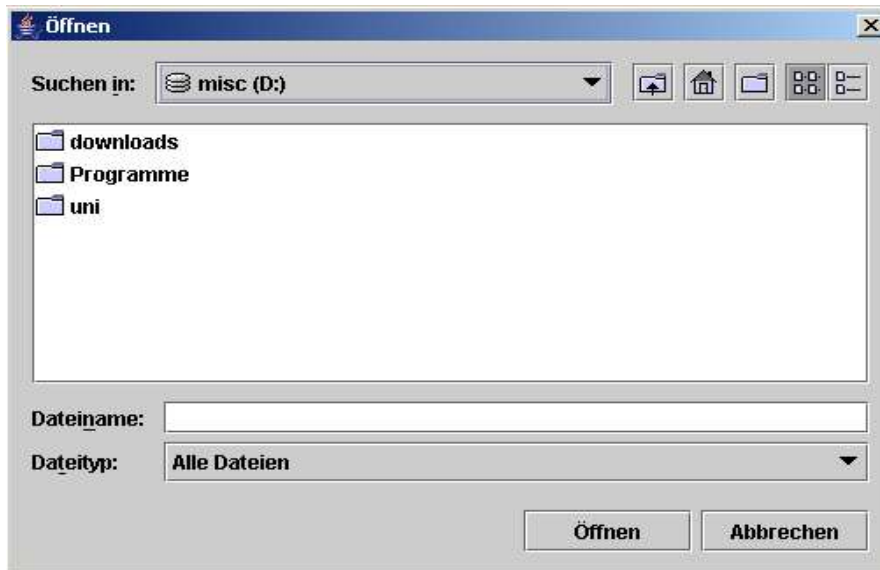 Öffnen
Suchen in: misc (D:)
downloads
Programme
uni
Dateiname:
Dateityp: Alle Dateien
Öffnen Abbrechen